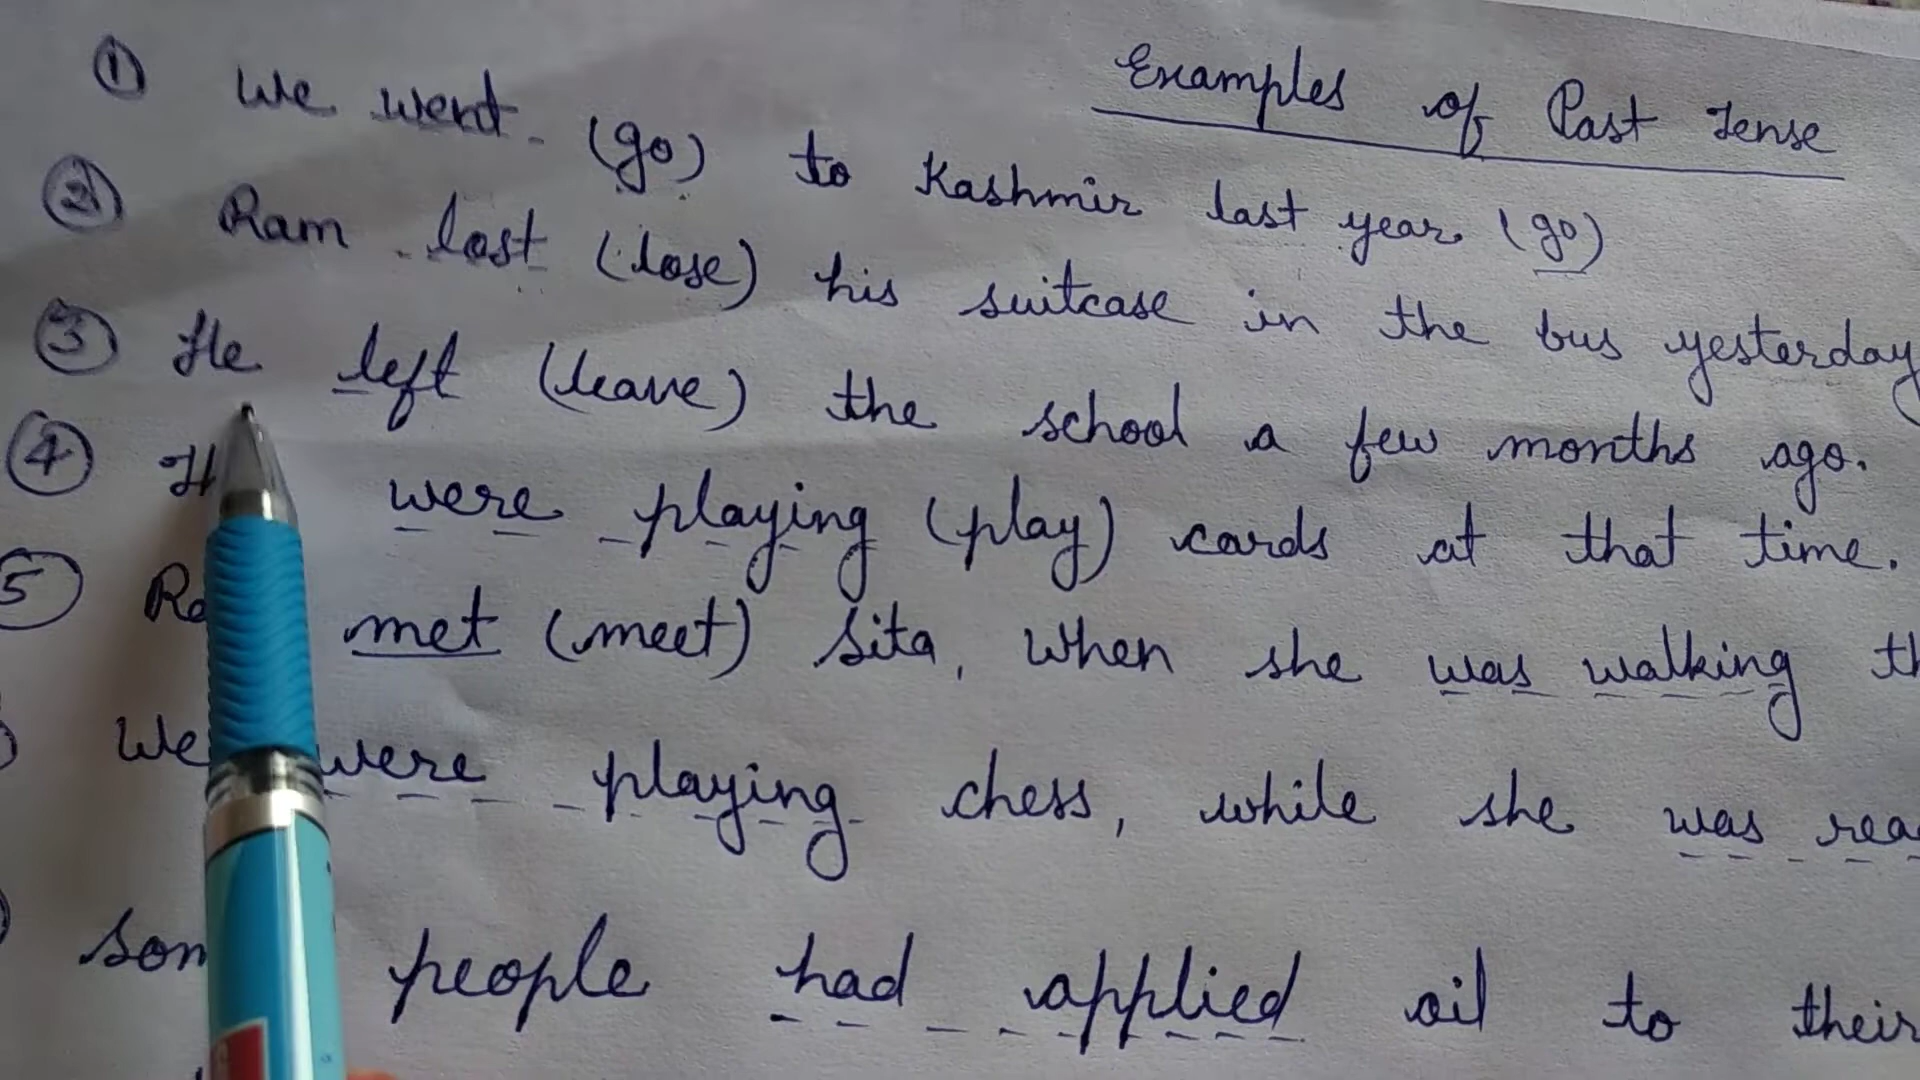 Examples of Past Tense
① We went (go) to Kashmir last year (go)
② Ram lost (lose) his suitcase in the bus yesterday
③ He left (leave) the school a few months ago.
④ were playing (play) cards at that time.
5 met (meet) Sita, when she was walking
We were playing chess, while she was
people had applied oil to their